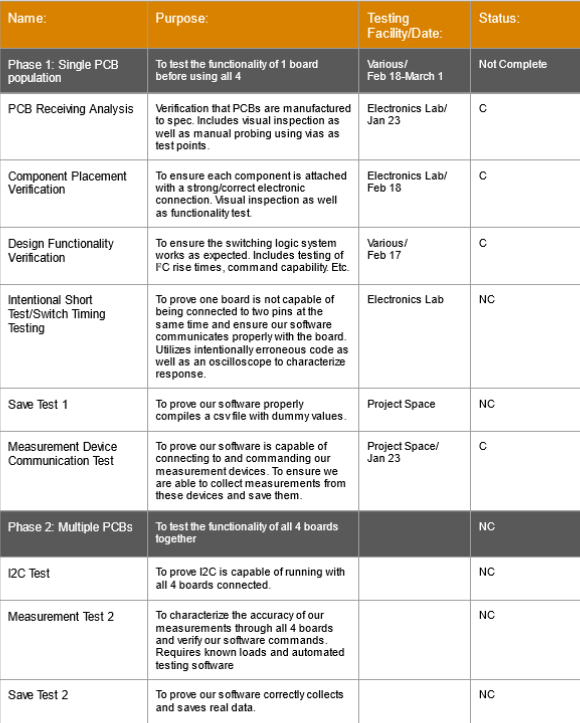 Name:
Purpose:
Testing
Facility/Date:
Status:
Phase 1: Single PCB
population
To test the functionality of 1 board
before using all 4
Various/
Feb 18-March 1
Not Complete
PCB Receiving Analysis
Verification that PCBs are manufactured
to spec. Includes visual inspection as
well as manual probing using vias as
test points.
Electronics Lab/
Jan 23
C
Component Placement
Verification
To ensure each component is attached
with a strong/correct electronic
connection. Visual inspection as well
as functionality test.
Electronics Lab/
Feb 18
C
Design Functionality
Verification
To ensure the switching logic system
works as expected. Includes testing of
I²C rise times, command capability. Etc.
Various/
Feb 17
C
Intentional Short
Test/Switch Timing
Testing
To prove one board is not capable of
being connected to two pins at the
same time and ensure our software
communicates properly with the board.
Utilizes intentionally erroneous code as
well as an oscilloscope to characterize
response.
Electronics Lab
NC
Save Test 1
To prove our software properly
compiles a csv file with dummy values.
Project Space
NC
Measurement Device
Communication Test
To prove our software is capable of
connecting to and commanding our
measurement devices. To ensure we
are able to collect measurements from
these devices and save them.
Project Space/
Jan 23
C
Phase 2: Multiple PCBs
To test the functionality of all 4 boards
together
NC
I2C Test
To prove I2C is capable of running with
all 4 boards connected.
NC
Measurement Test 2
To characterize the accuracy of our
measurements through all 4 boards
and verify our software commands.
Requires known loads and automated
testing software
NC
Save Test 2
To prove our software correctly collects
and saves real data.
NC